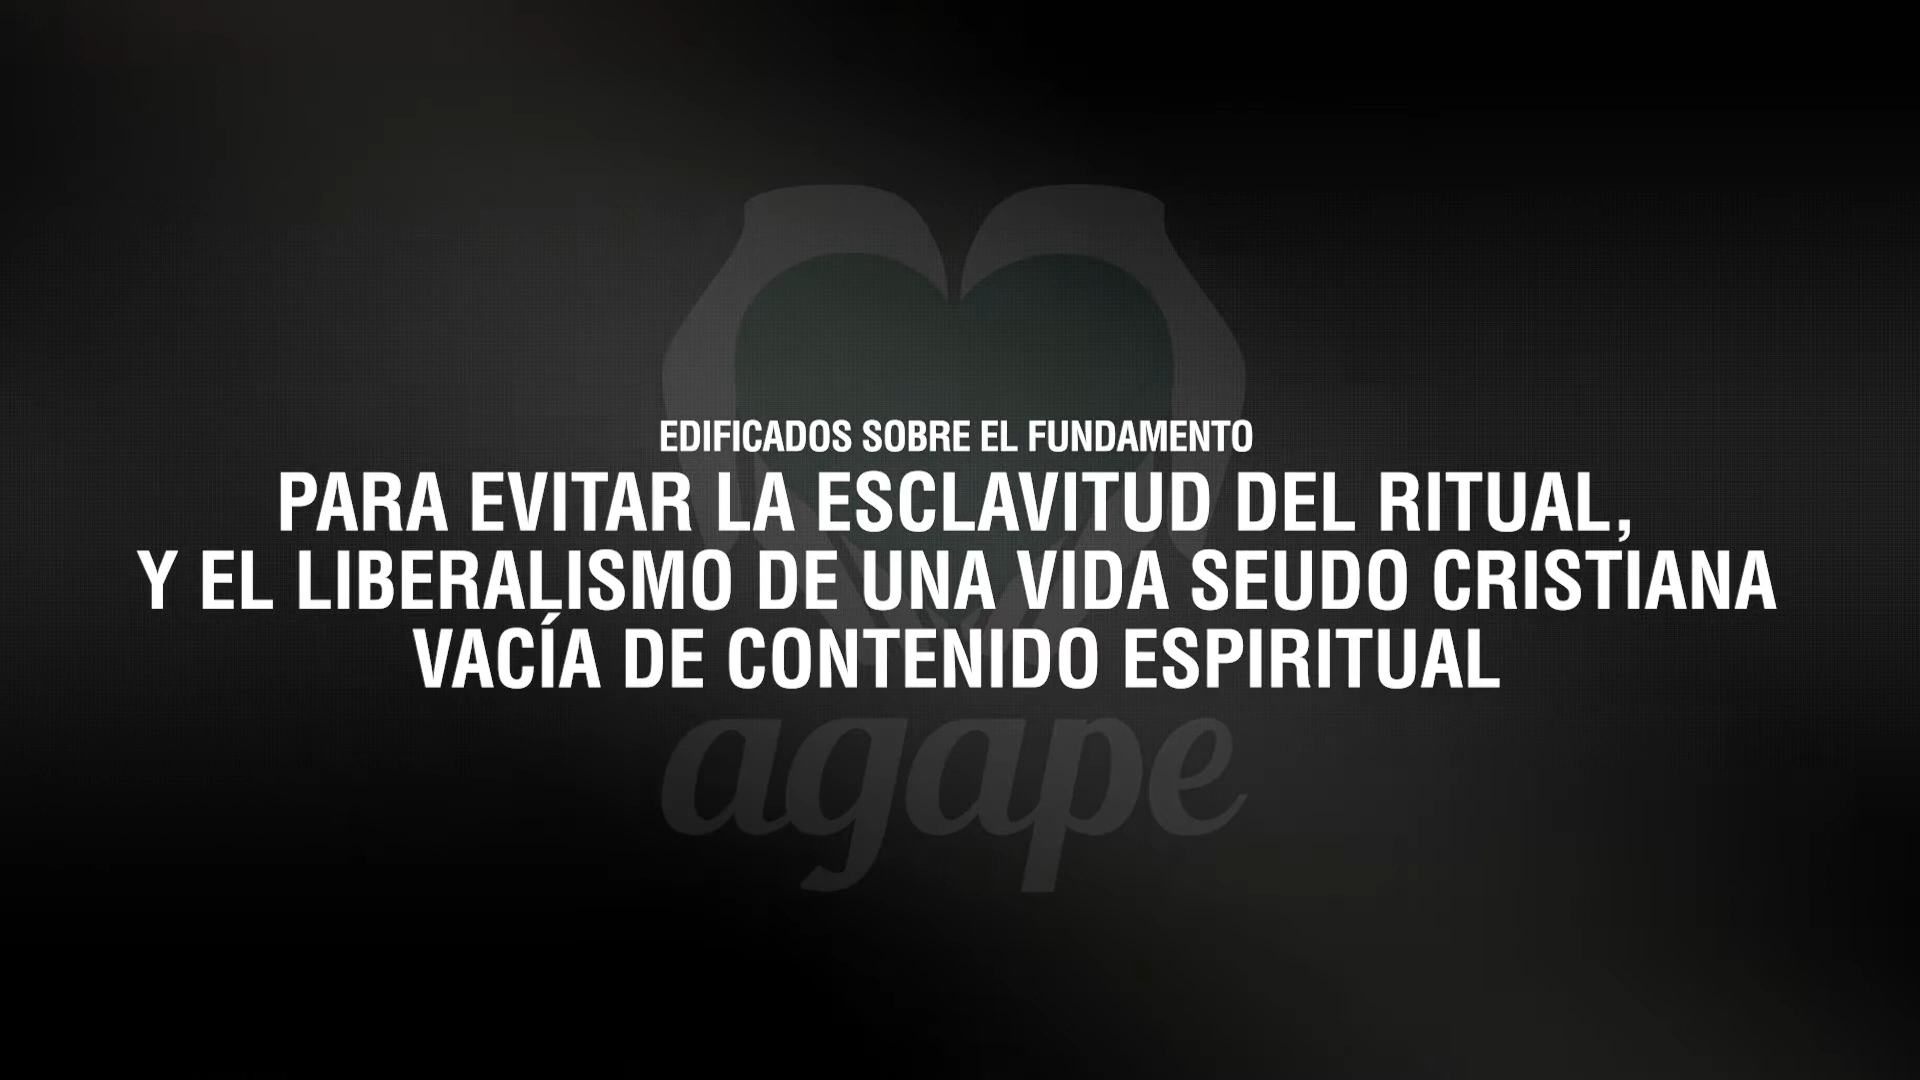 EDIFICADOS SOBRE EL FUNDAMENTO
PARA EVITAR LA ESCLAVITUD DEL RITUAL,
Y EL LIBERALISMO DE UNA VIDA SEUDO CRISTIANA
VACÍA DE CONTENIDO ESPIRITUAL
agape